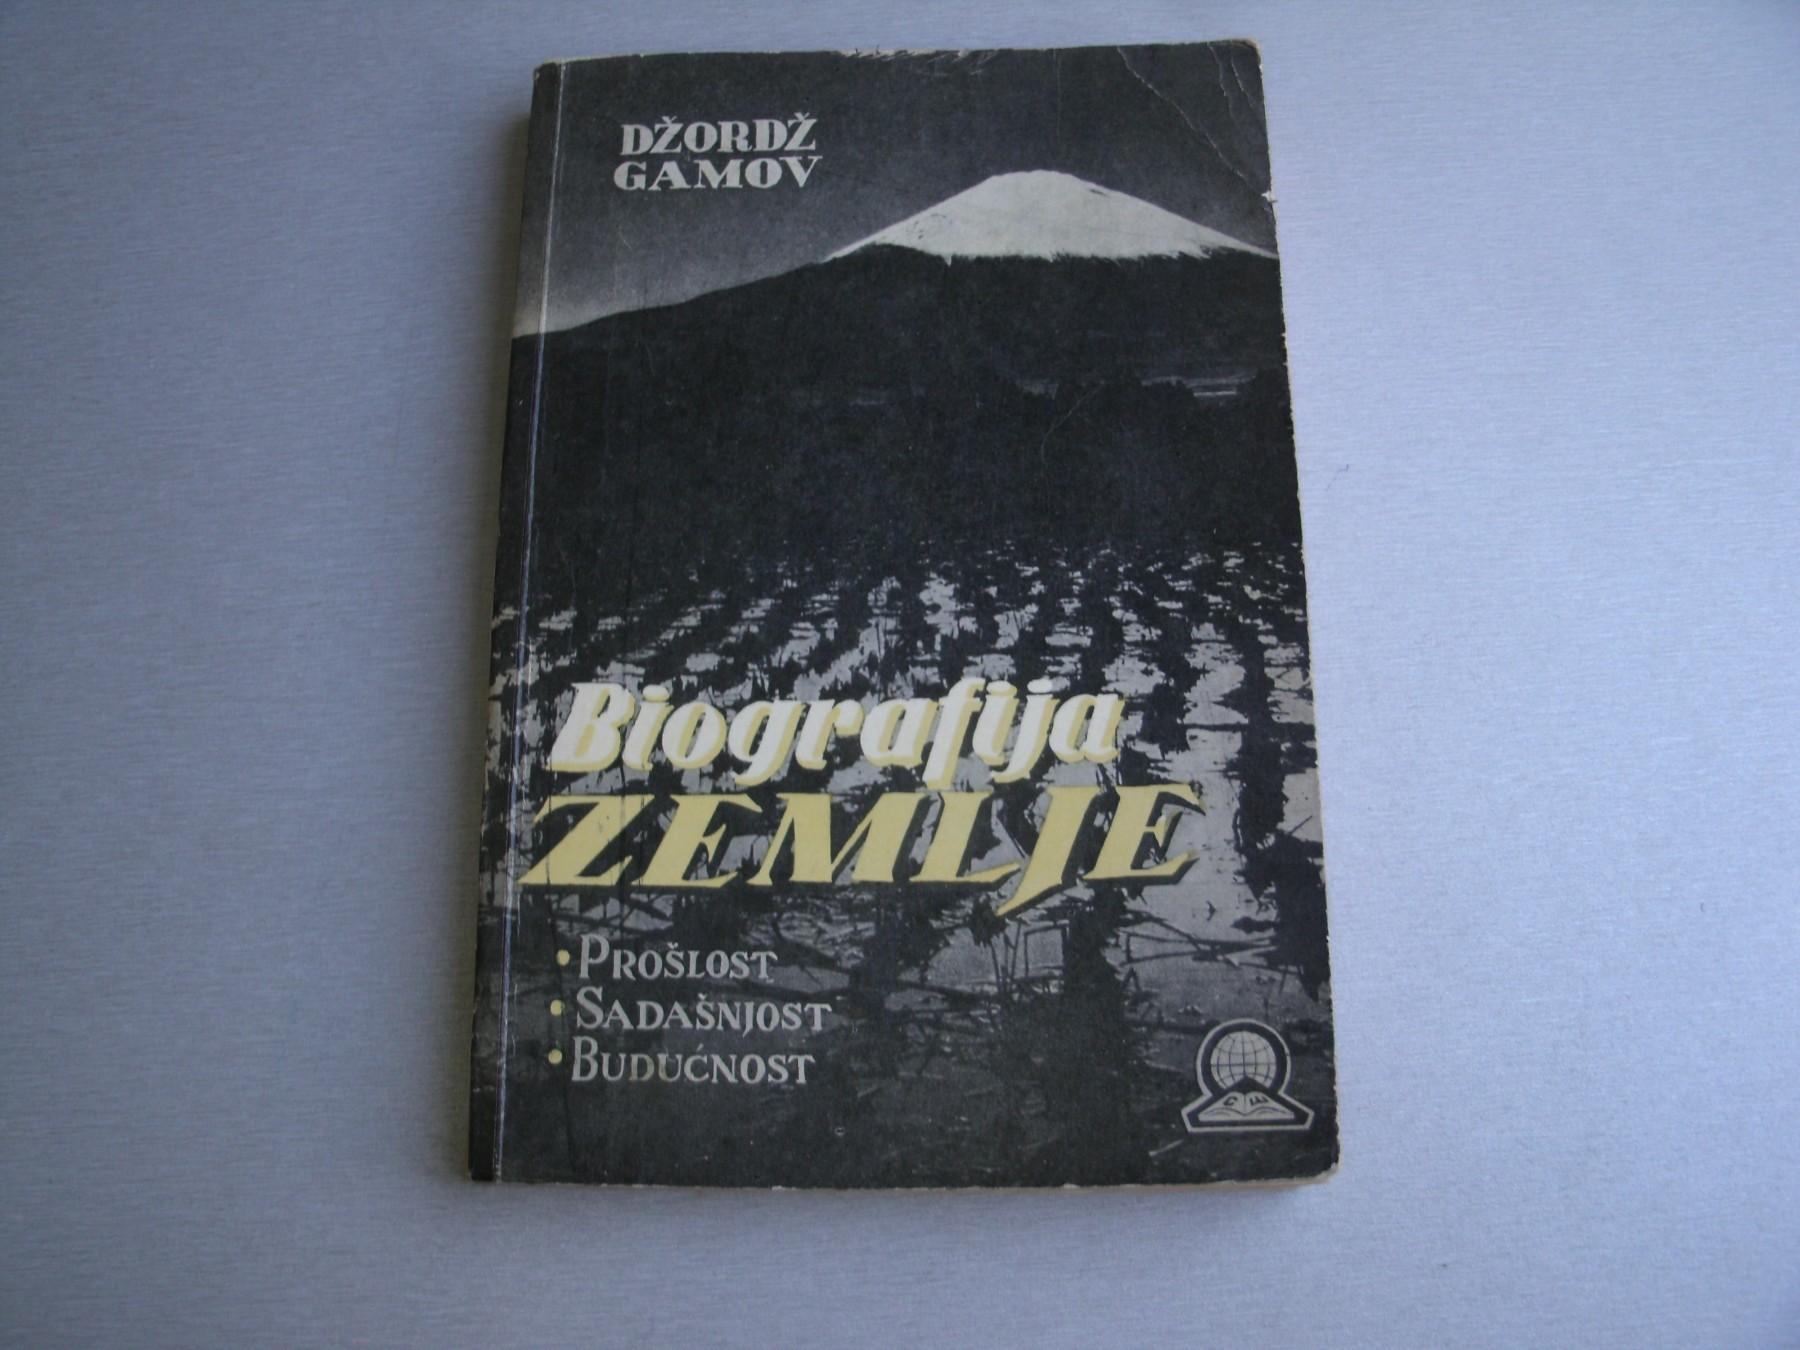 DŽORDŽ
GAMOV
Biografija
ZEMLJE
• PROŠLOST
• SADAŠNJOST
• BUDUĆNOST